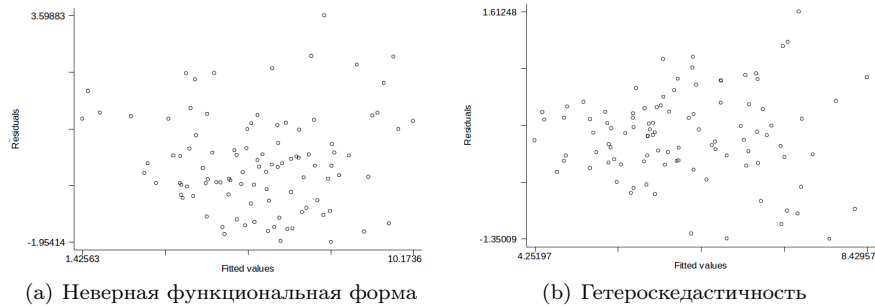 3.59883
Residuals
-1.95414
1.42563
Fitted values
10.1736
(a) Неверная функциональная форма
1.61248
Residuals
-1.35009
4.25197
Fitted values
8.42957
(b) Гетероскедастичность